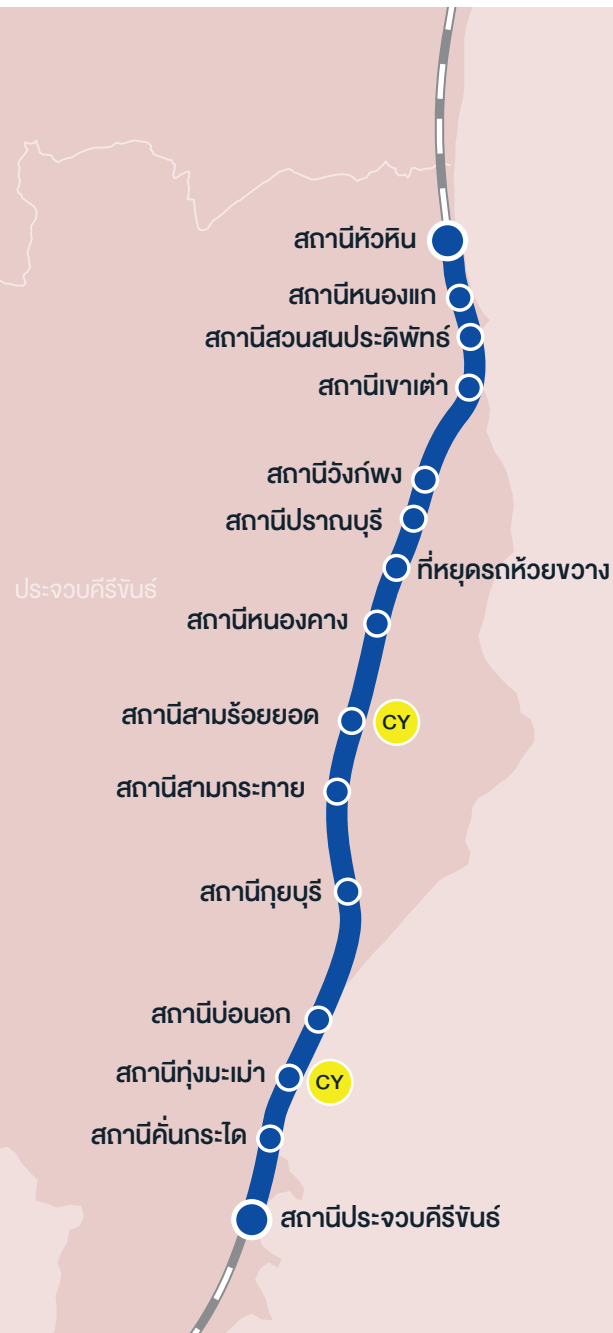 สถานีหัวหิน
สถานีหนองแก
สถานีสวนสนประดิพัทธ์
สถานีเขาเต่า
สถานีวังก์พง
สถานีปราณบุรี
ที่หยุดรถห้วยขวาง
ประจวบคีรีขันธ์
สถานีหนองคาง
สถานีสามร้อยยอด
CY
สถานีสามกระทาย
สถานีกุยบุรี
สถานีบ่อนอก
สถานีทุ่งมะเม่า
CY
สถานีคั่นกระได
สถานีประจวบคีรีขันธ์